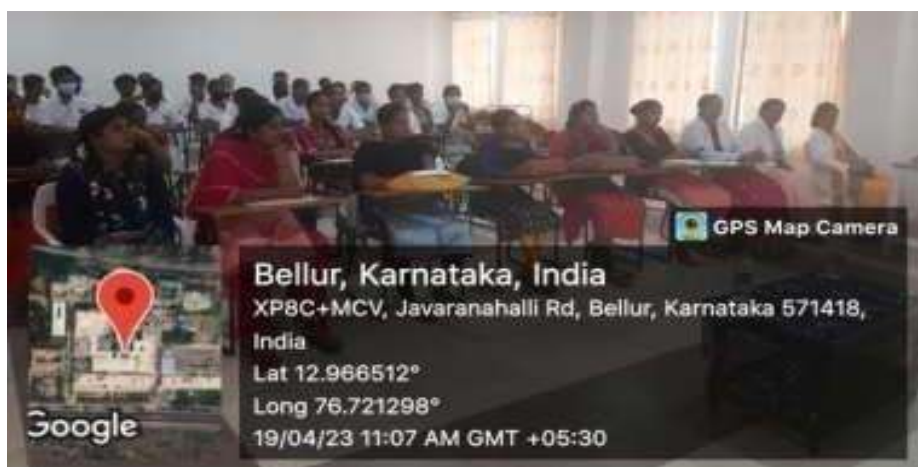 GPS Map Camera
Bellur, Karnataka, India
XP8C+MCV, Javaranahalli Rd, Bellur, Karnataka 571418,
India
Lat 12.966512°
Long 76.721298°
19/04/23 11:07 AM GMT +05:30
Google